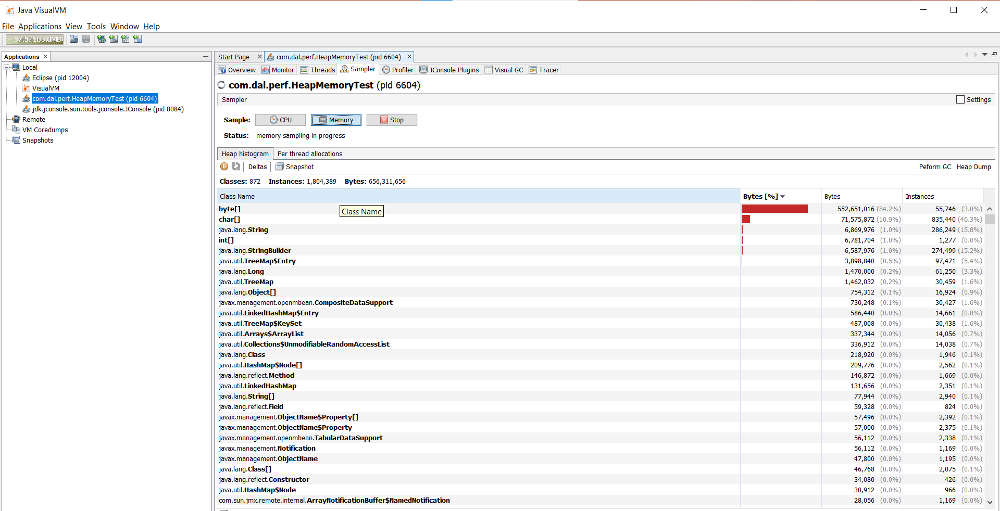 Java VisualVM
File Applications View Tools Window Help
37.5/103.0MB
Applications
Local
Eclipse (pid 12004)
VisualVM
com.dal.perf.HeapMemoryTest (pid 6604)
jdk.jconsole.sun.tools.jconsole.JConsole (pid 8084)
Remote
VM Coredumps
Snapshots
Start Page com.dal.perf.HeapMemoryTest (pid 6604)
Overview Monitor Threads Sampler Profiler JConsole Plugins Visual GC Tracer
com.dal.perf.HeapMemoryTest (pid 6604)
Sampler Settings
Sample: CPU Memory Stop
Status: memory sampling in progress
Heap histogram Per thread allocations
Deltas Snapshot Peform GC Heap Dump
Classes: 872 Instances: 1,804,389 Bytes: 656,311,656
Class Name Bytes [%] Bytes Instances
byte[] 552,651,016 (84.2%) 55,746 (3.0%)
Class Name
char[] 71,575,872 (10.9%) 835,440 (46.3%)
java.lang.String 6,869,976 (1.0%) 286,249 (15.8%)
int[] 6,781,704 (1.0%) 1,277 (0.0%)
java.lang.StringBuilder 6,587,976 (1.0%) 274,499 (15.2%)
java.util.TreeMap$Entry 3,898,840 (0.5%) 97,471 (5.4%)
java.lang.Long 1,470,000 (0.2%) 61,250 (3.3%)
java.util.TreeMap 1,462,032 (0.2%) 30,459 (1.6%)
java.lang.Object[] 754,312 (0.1%) 16,924 (0.9%)
javax.management.openmbean.CompositeDataSupport 730,248 (0.1%) 30,427 (1.6%)
java.util.LinkedHashMap$Entry 586,440 (0.0%) 14,661 (0.8%)
java.util.TreeMap$KeySet 487,008 (0.0%) 30,438 (1.6%)
java.util.Arrays$ArrayList 337,344 (0.0%) 14,056 (0.7%)
java.util.Collections$UnmodifiableRandomAccessList 336,912 (0.0%) 14,038 (0.7%)
java.lang.Class 218,920 (0.0%) 1,946 (0.1%)
java.util.HashMap$Node[] 209,776 (0.0%) 2,562 (0.1%)
java.lang.reflect.Method 146,872 (0.0%) 1,669 (0.0%)
java.util.LinkedHashMap 131,656 (0.0%) 2,351 (0.1%)
java.lang.String[] 77,944 (0.0%) 2,940 (0.1%)
java.lang.reflect.Field 59,328 (0.0%) 824 (0.0%)
javax.management.ObjectName$Property[] 57,496 (0.0%) 2,392 (0.1%)
javax.management.ObjectName$Property 57,000 (0.0%) 2,375 (0.1%)
javax.management.openmbean.TabularDataSupport 56,112 (0.0%) 2,338 (0.1%)
javax.management.Notification 56,112 (0.0%) 1,169 (0.0%)
javax.management.ObjectName 47,800 (0.0%) 1,195 (0.0%)
java.lang.Class[] 46,768 (0.0%) 2,075 (0.1%)
java.lang.reflect.Constructor 34,080 (0.0%) 426 (0.0%)
java.util.HashMap$Node 30,912 (0.0%) 966 (0.0%)
com.sun.jmx.remote.internal.ArrayNotificationBuffer$NamedNotification 28,056 (0.0%) 1,169 (0.0%)